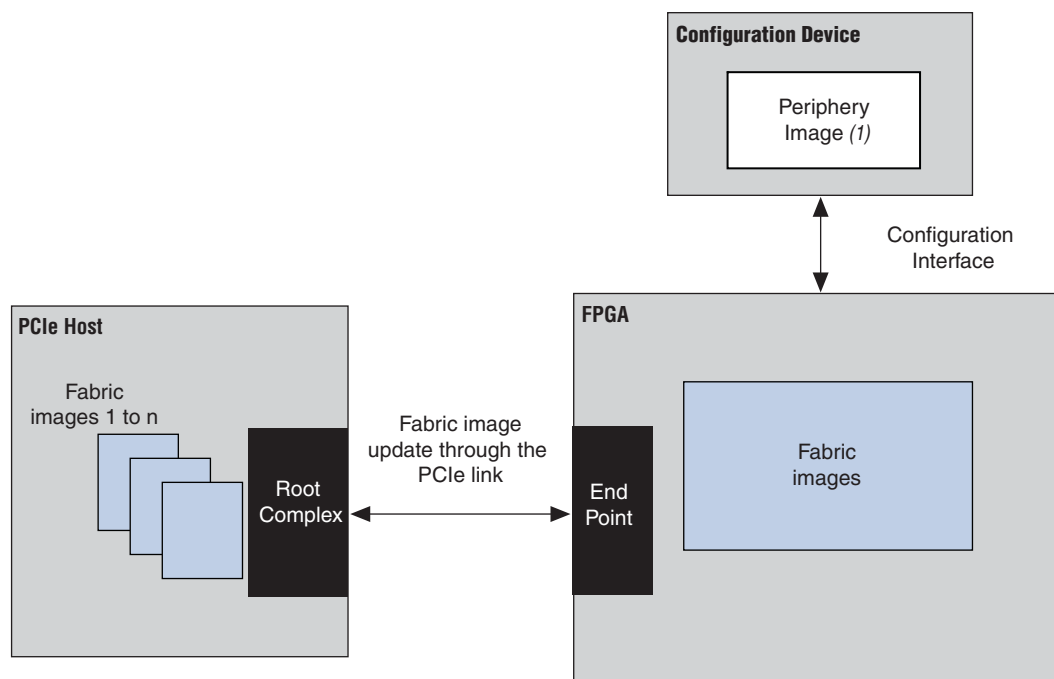 Configuration Device
Periphery
Image (1)
Configuration
Interface
PCIe Host
Fabric
images 1 to n
Root
Complex
Fabric image
update through the
PCIe link
FPGA
End
Point
Fabric
images